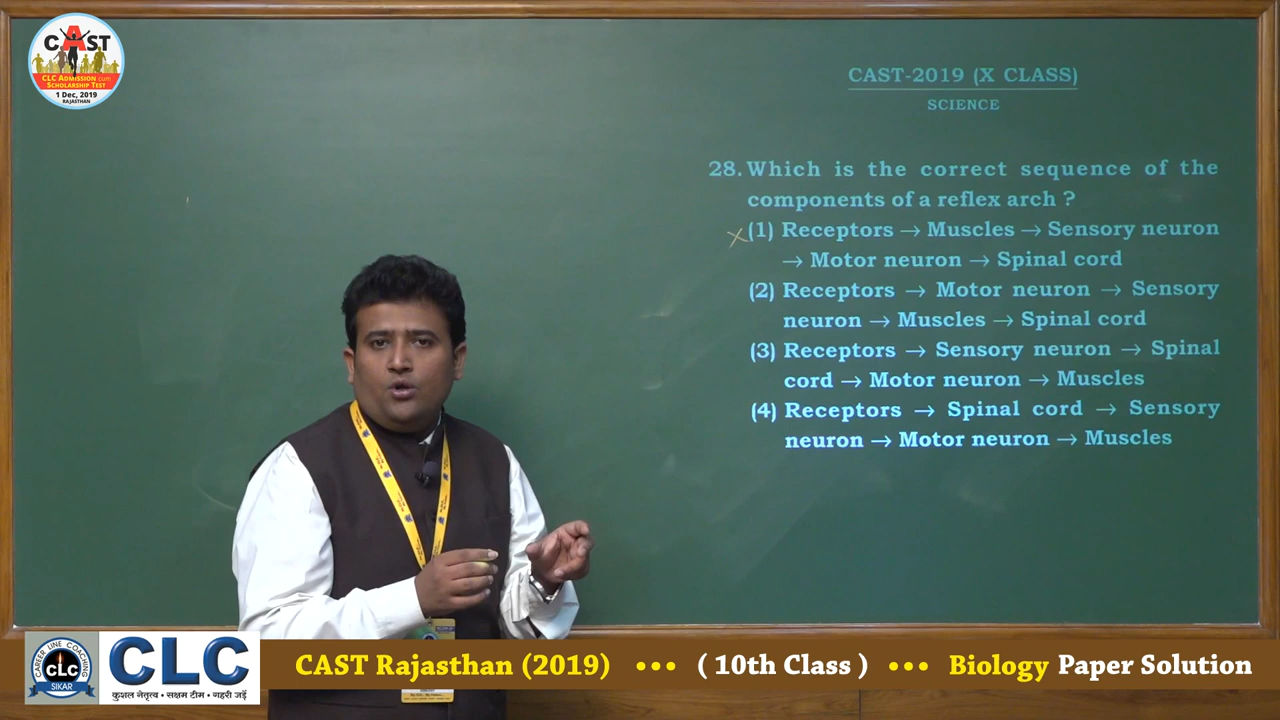 CAST
CLC ADMISSION cum
SCHOLARSHIP TEST
1 Dec, 2019
RAJASTHAN
CAST-2019 (X CLASS)
SCIENCE
28. Which is the correct sequence of the
components of a reflex arch ?
(1) Receptors → Muscles → Sensory neuron
→ Motor neuron → Spinal cord
(2) Receptors → Motor neuron → Sensory
neuron → Muscles → Spinal cord
(3) Receptors → Sensory neuron → Spinal
cord → Motor neuron → Muscles
(4) Receptors → Spinal cord → Sensory
neuron → Motor neuron → Muscles
CAREER LINE COACHING
CLC
SIKAR
CLC
कुशल नेतृत्व • सक्षम टीम • गहरी जड़ें
CAST Rajasthan (2019) ••• ( 10th Class ) ••• Biology Paper Solution